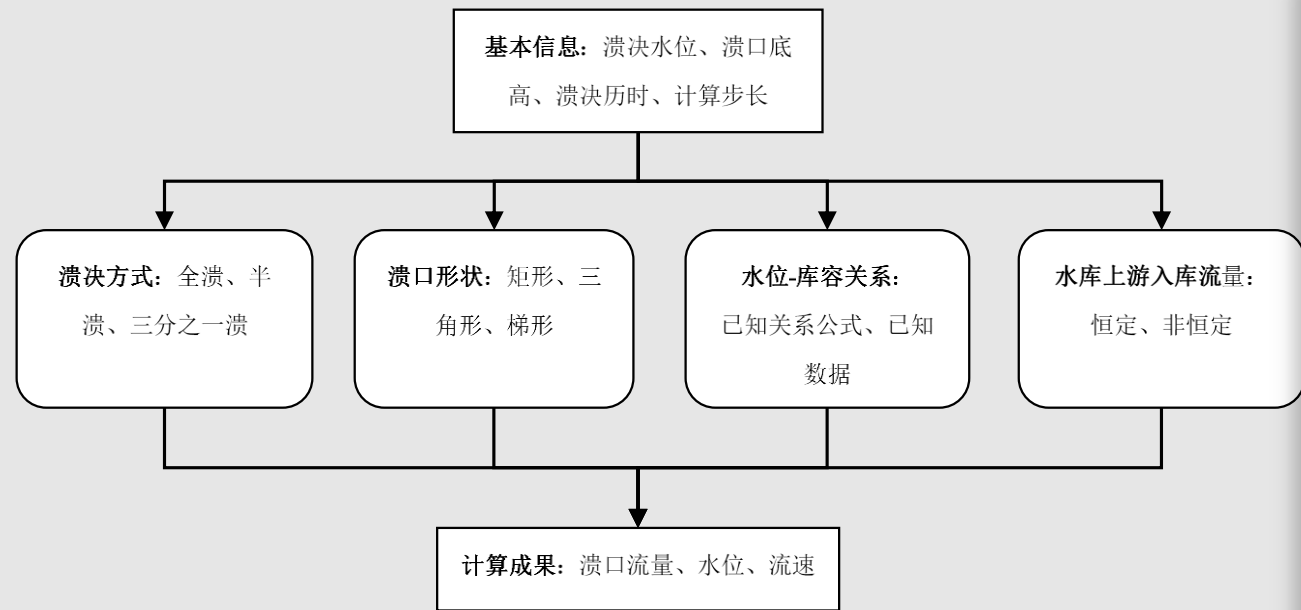 基本信息：溃决水位、溃口底
高、溃决历时、计算步长
溃决方式：全溃、半
溃、三分之一溃
溃口形状：矩形、三
角形、梯形
水位-库容关系：
已知关系公式、已知
数据
水库上游入库流量：
恒定、非恒定
计算成果：溃口流量、水位、流速